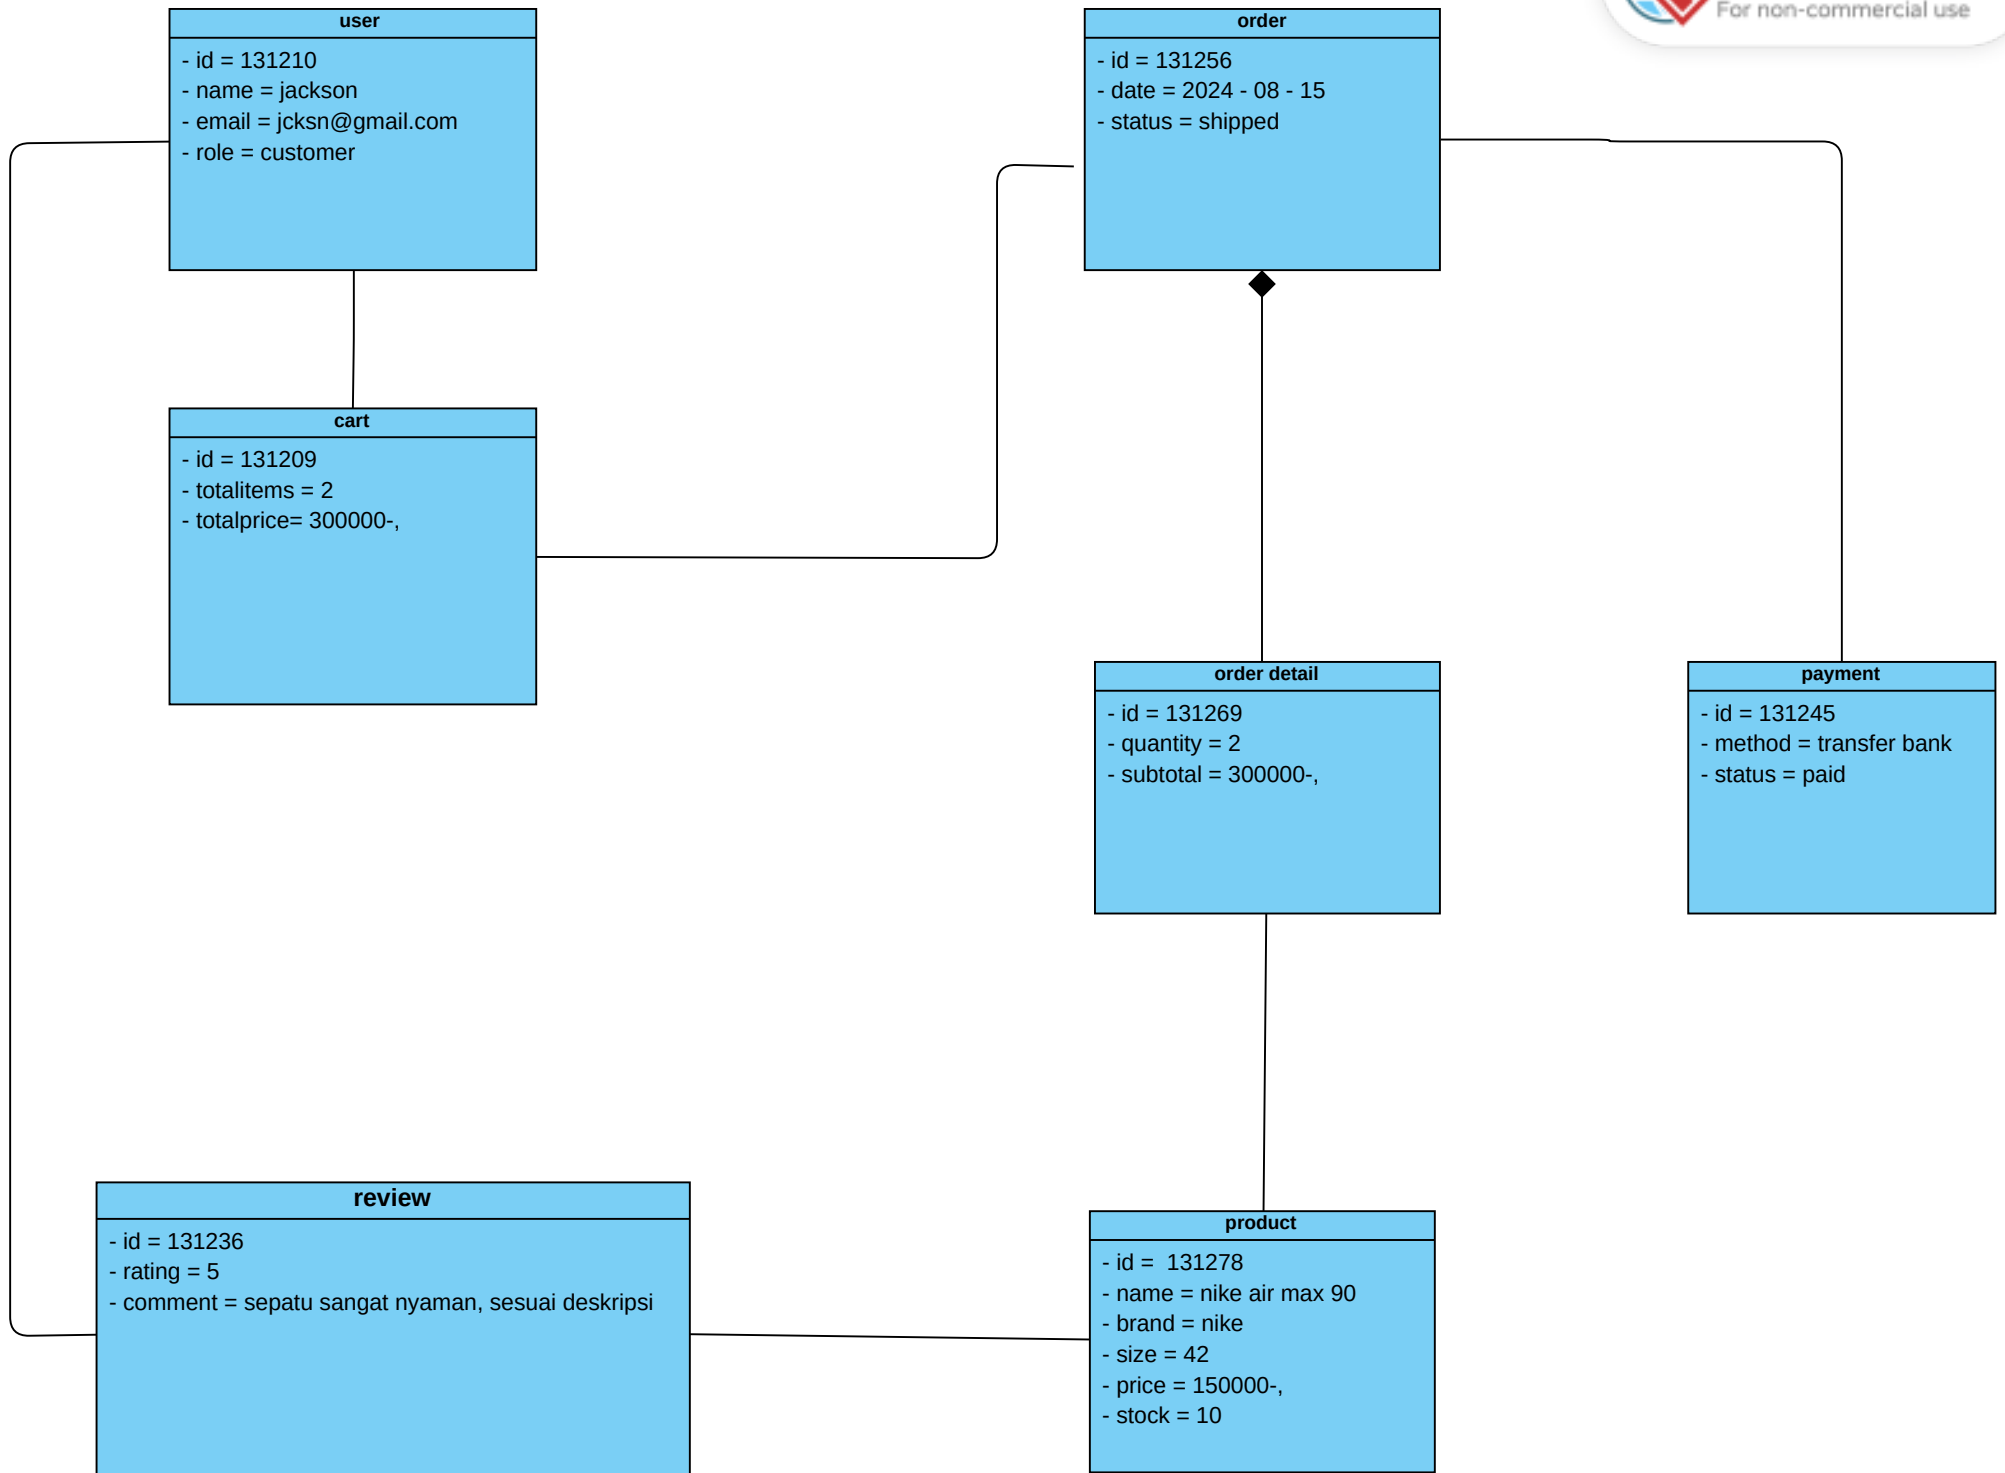 For non-commercial use
user
- id = 131210
- name = jackson
- email = jcksn@gmail.com
- role = customer
order
- id = 131256
- date = 2024 - 08 - 15
- status = shipped
cart
- id = 131209
- totalitems = 2
- totalprice= 300000-,
order detail
- id = 131269
- quantity = 2
- subtotal = 300000-,
payment
- id = 131245
- method = transfer bank
- status = paid
review
- id = 131236
- rating = 5
- comment = sepatu sangat nyaman, sesuai deskripsi
product
- id =  131278
- name = nike air max 90
- brand = nike
- size = 42
- price = 150000-,
- stock = 10